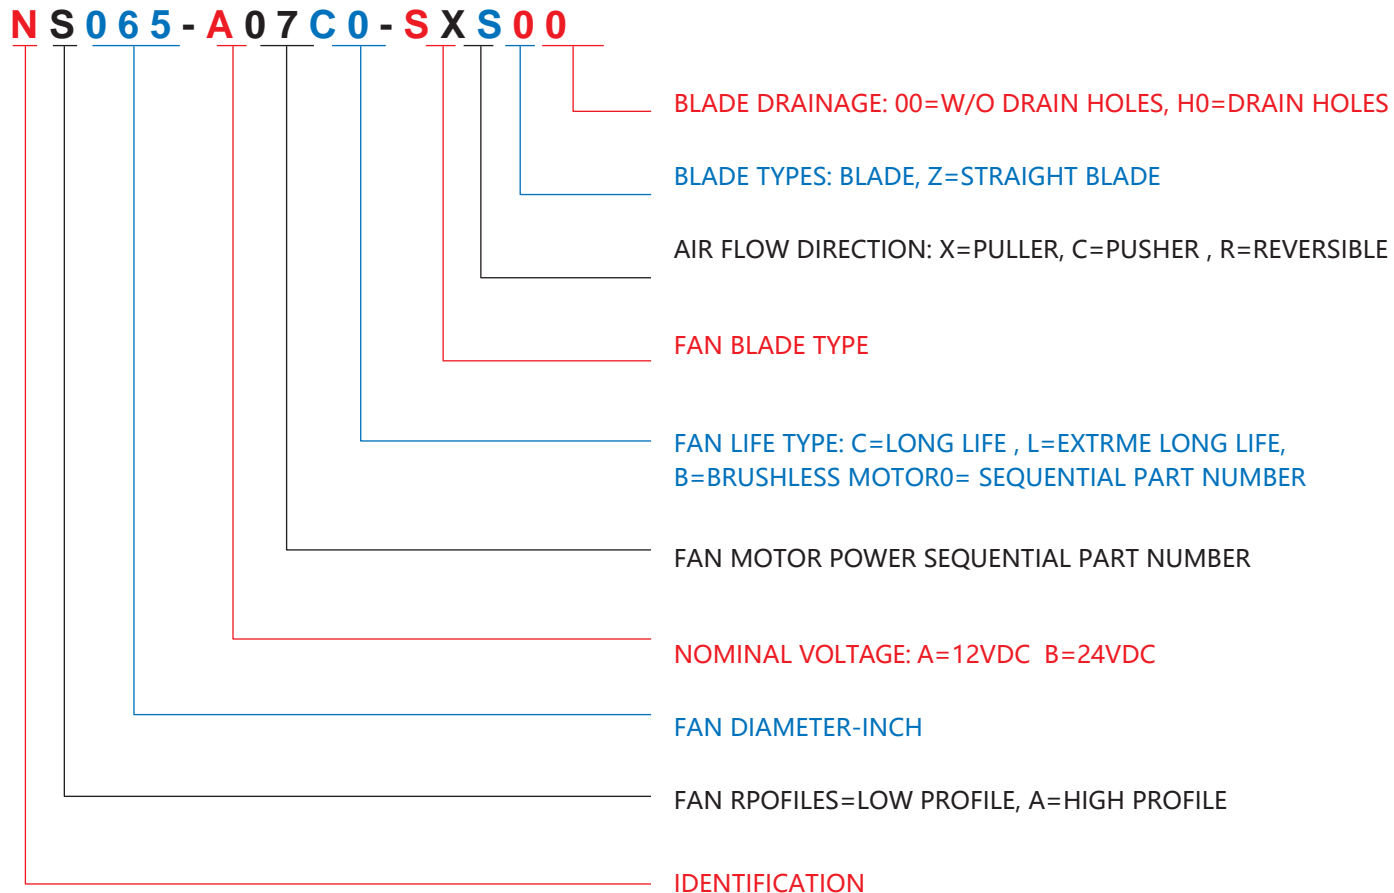 NS065-A07C0-SXS00
BLADE DRAINAGE: 00=W/O DRAIN HOLES, H0=DRAIN HOLES
BLADE TYPES: BLADE, Z=STRAIGHT BLADE
AIR FLOW DIRECTION: X=PULLER, C=PUSHER , R=REVERSIBLE
FAN BLADE TYPE
FAN LIFE TYPE: C=LONG LIFE , L=EXTRME LONG LIFE,
B=BRUSHLESS MOTOR0= SEQUENTIAL PART NUMBER
FAN MOTOR POWER SEQUENTIAL PART NUMBER
NOMINAL VOLTAGE: A=12VDC B=24VDC
FAN DIAMETER-INCH
FAN RPOFILES=LOW PROFILE, A=HIGH PROFILE
IDENTIFICATION